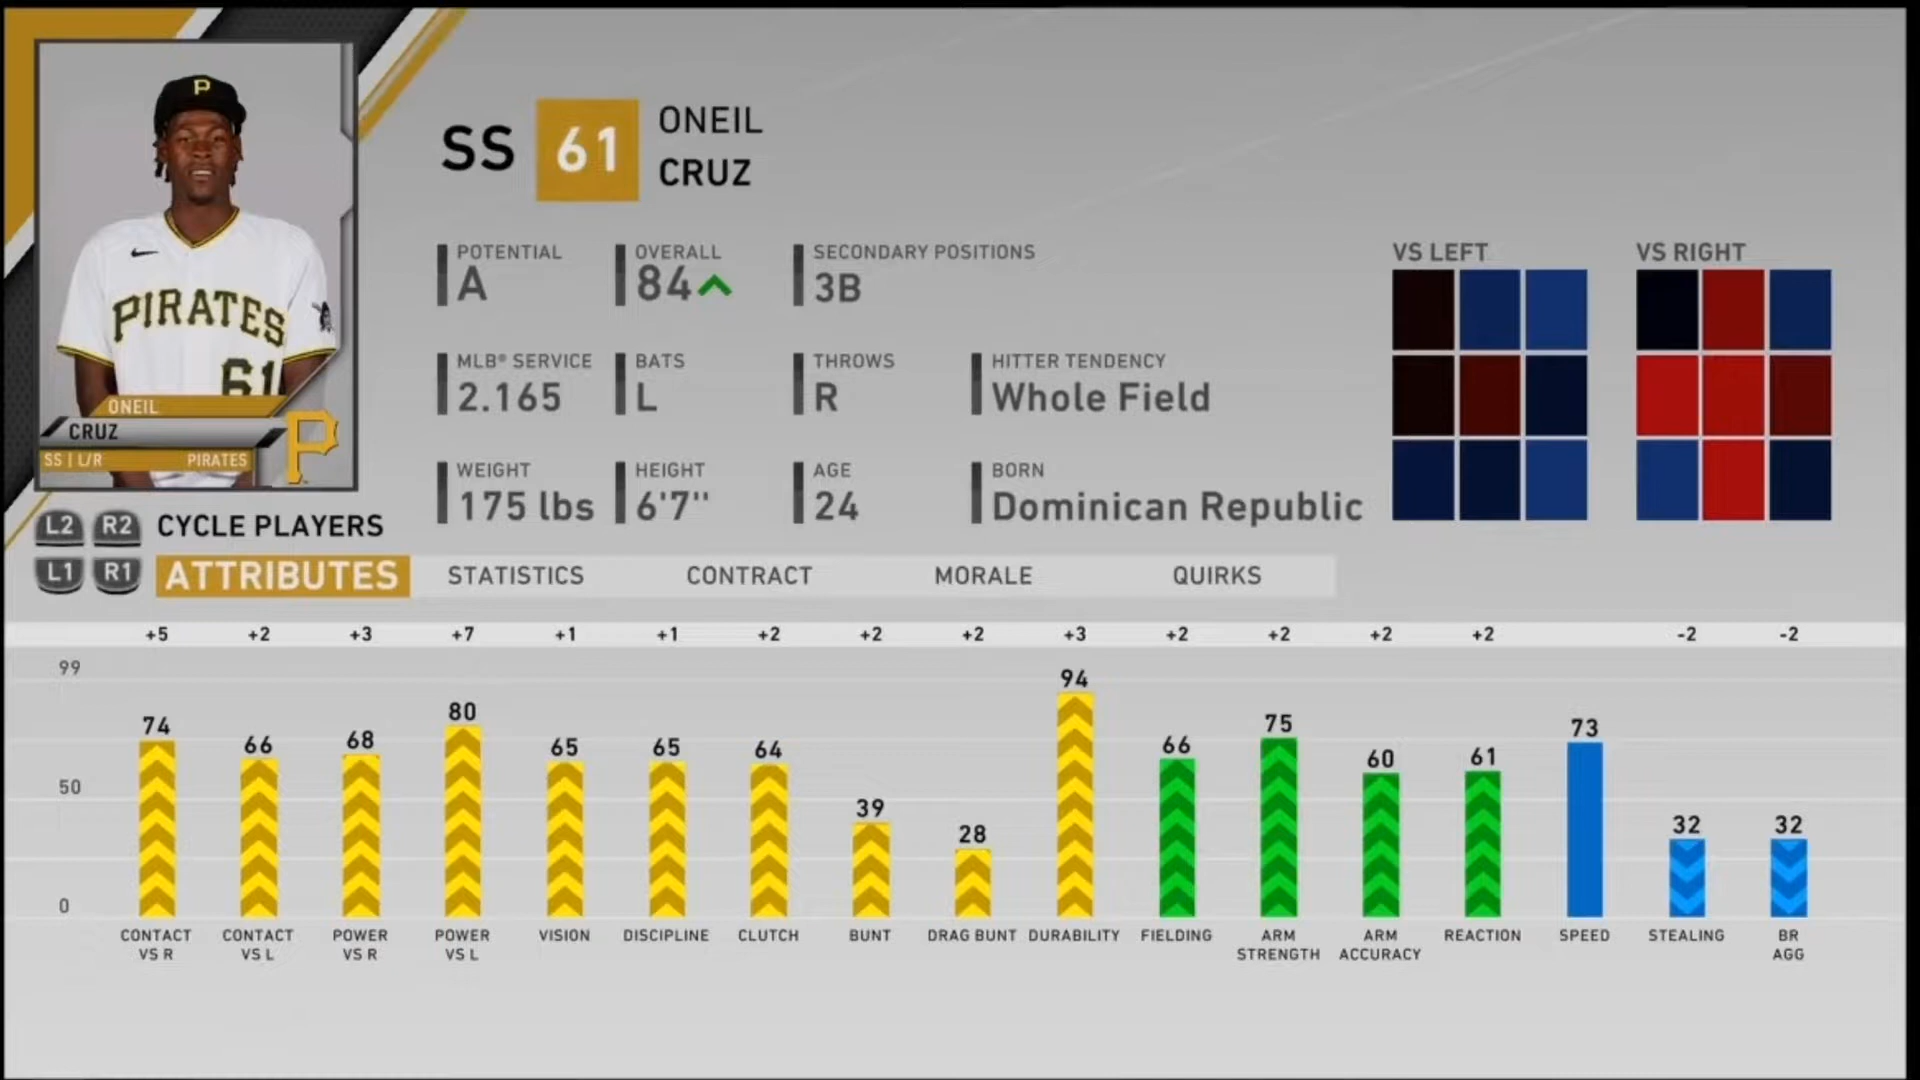 P
PIRATES
61
ONEIL
CRUZ
SS | L/R PIRATES
P
SS 61 ONEIL
CRUZ
POTENTIAL
A
OVERALL
84
SECONDARY POSITIONS
3B
MLB® SERVICE
2.165
BATS
L
THROWS
R
HITTER TENDENCY
Whole Field
WEIGHT
175 lbs
HEIGHT
6'7"
AGE
24
BORN
Dominican Republic
VS LEFT
VS RIGHT
L2 R2 CYCLE PLAYERS
L1 R1 ATTRIBUTES STATISTICS CONTRACT MORALE QUIRKS
+5 +2 +3 +7 +1 +1 +2 +2 +2 +3 +2 +2 +2 +2 -2 -2
99
50
0
74 66 68 80 65 65 64 39 28 94 66 75 60 61 73 32 32
CONTACT VS R
CONTACT VS L
POWER VS R
POWER VS L
VISION
DISCIPLINE
CLUTCH
BUNT
DRAG BUNT
DURABILITY
FIELDING
ARM STRENGTH
ARM ACCURACY
REACTION
SPEED
STEALING
BR AGG